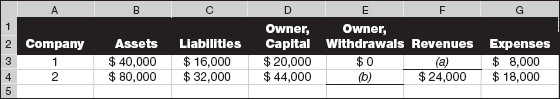 A B C D E F G
1 Owner, Owner,
2 Company Assets Liabilities Capital Withdrawals Revenues Expenses
3 1 $ 40,000 $ 16,000 $ 20,000 $ 0 (a) $ 8,000
4 2 $ 80,000 $ 32,000 $ 44,000 (b) $ 24,000 $ 18,000
5